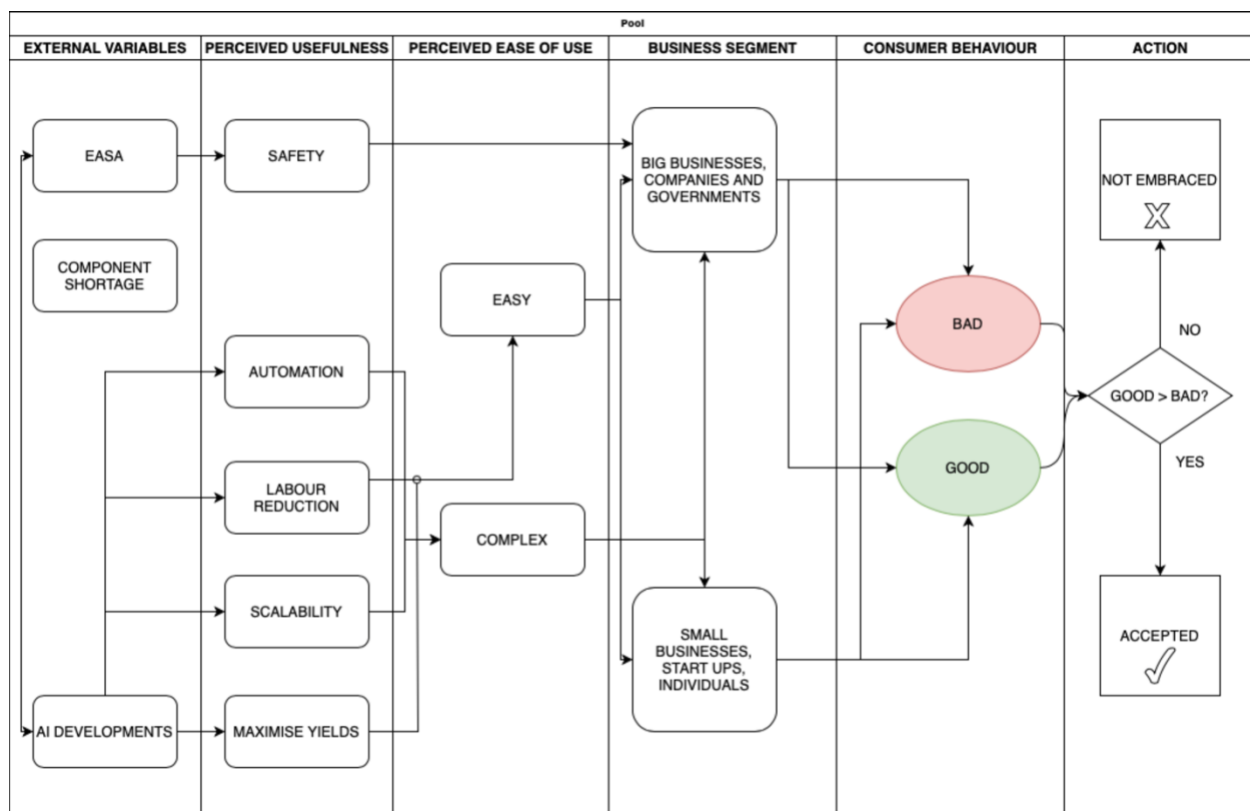 Pool
EXTERNAL VARIABLES
PERCEIVED USEFULNESS
PERCEIVED EASE OF USE
BUSINESS SEGMENT
CONSUMER BEHAVIOUR
ACTION
EASA
COMPONENT
SHORTAGE
AI DEVELOPMENTS
SAFETY
AUTOMATION
LABOUR
REDUCTION
SCALABILITY
MAXIMISE YIELDS
EASY
COMPLEX
BIG BUSINESSES,
COMPANIES AND
GOVERNMENTS
SMALL
BUSINESSES,
START UPS,
INDIVIDUALS
BAD
GOOD
NOT EMBRACED
X
NO
GOOD > BAD?
YES
ACCEPTED
✓